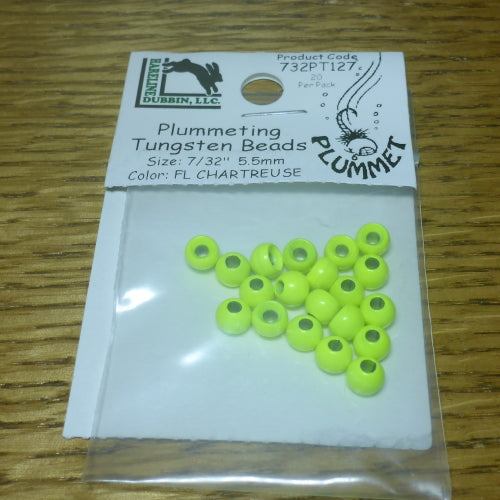 HARELINE
DUBBIN, LLC.
Product Code
732PT127
20
Per Pack
Plummeting
Tungsten Beads
Size: 7/32" 5.5mm
Color: FL CHARTREUSE
PLUMMET